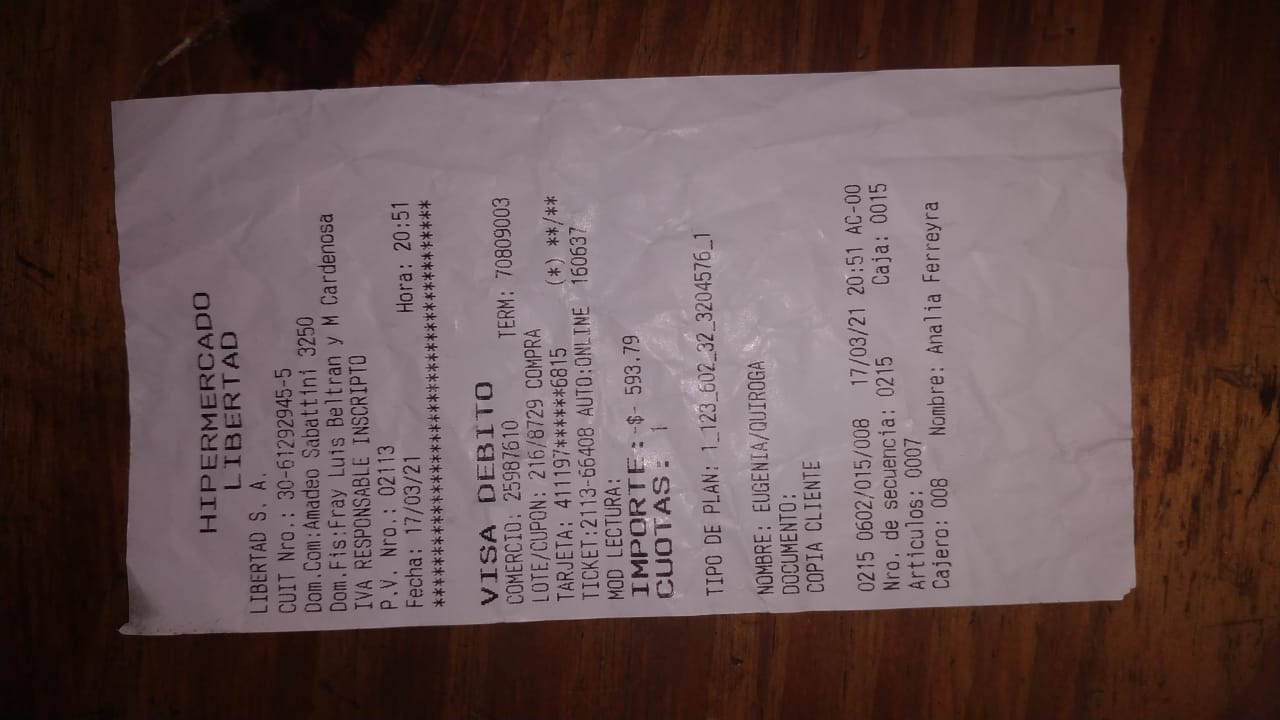 HIPERMERCADO
LIBERTAD
LIBERTAD S. A.
CUIT Nro.: 30-61292945-5
Dom.Com:Amadeo Sabattini 3250
Dom.Fis:Fray Luis Beltran y M Cardenosa
IVA RESPONSABLE INSCRIPTO
P.V. Nro.: 02113
Fecha: 17/03/21 Hora: 20:51
*******************************************
VISA DEBITO
COMERCIO: 25987610 TERM: 70809003
LOTE/CUPON: 216/8729 COMPRA
TARJETA: 411197*******6815 (*) **/**
TICKET:2113-66408 AUTO:ONLINE 160637
MOD LECTURA:
IMPORTE: -$- 593.79
CUOTAS: 1
TIPO DE PLAN: 1_123_602_32_3204576_1
NOMBRE: EUGENIA/QUIROGA
DOCUMENTO:
COPIA CLIENTE
0215 0602/015/008 17/03/21 20:51 AC-00
Nro. de secuencia: 0215 Caja: 0015
Articulos: 0007
Cajero: 008 Nombre: Analia Ferreyra